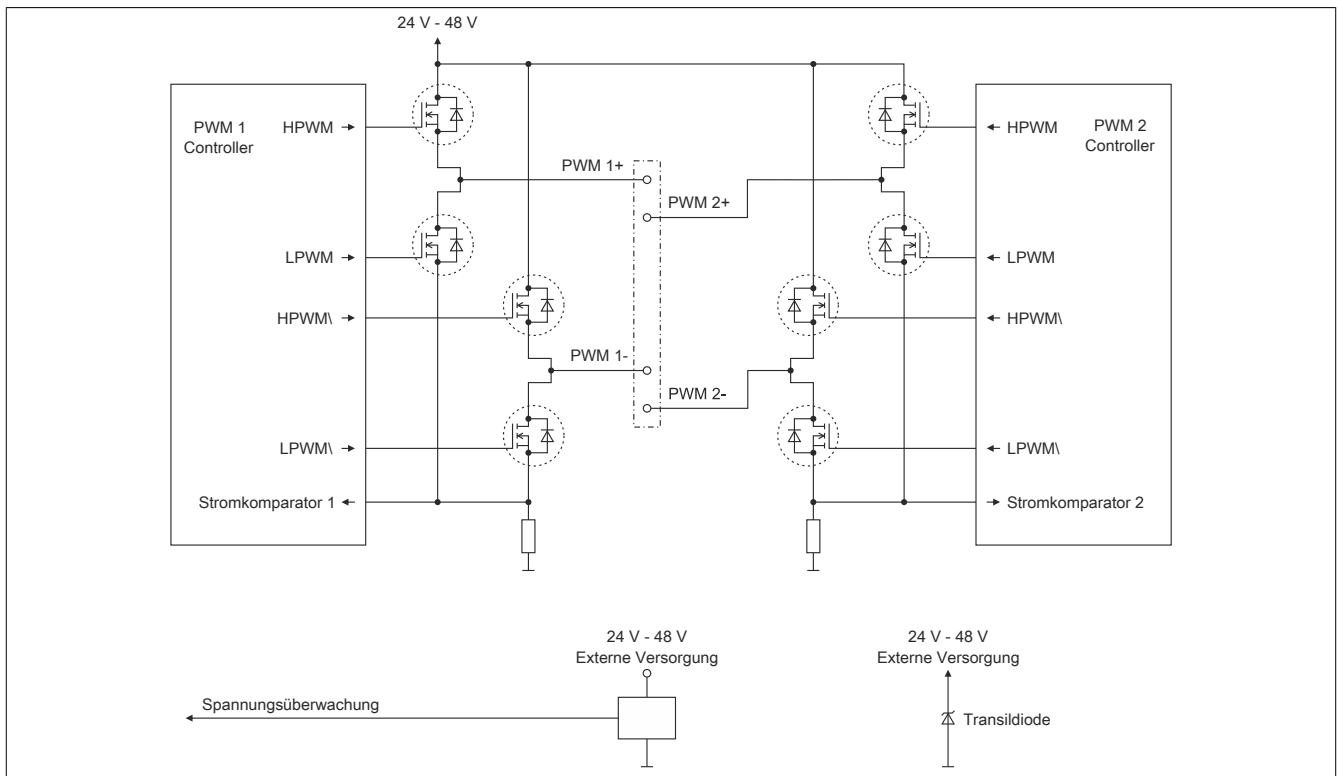 24 V - 48 V
PWM 1
Controller
HPWM
LPWM
HPWM\
LPWM\
Stromkomparator 1
PWM 1+
PWM 2+
PWM 1-
PWM 2-
HPWM
PWM 2
Controller
LPWM
HPWM\
LPWM\
Stromkomparator 2
24 V - 48 V
Externe Versorgung
Spannungsüberwachung
24 V - 48 V
Externe Versorgung
Transildiode